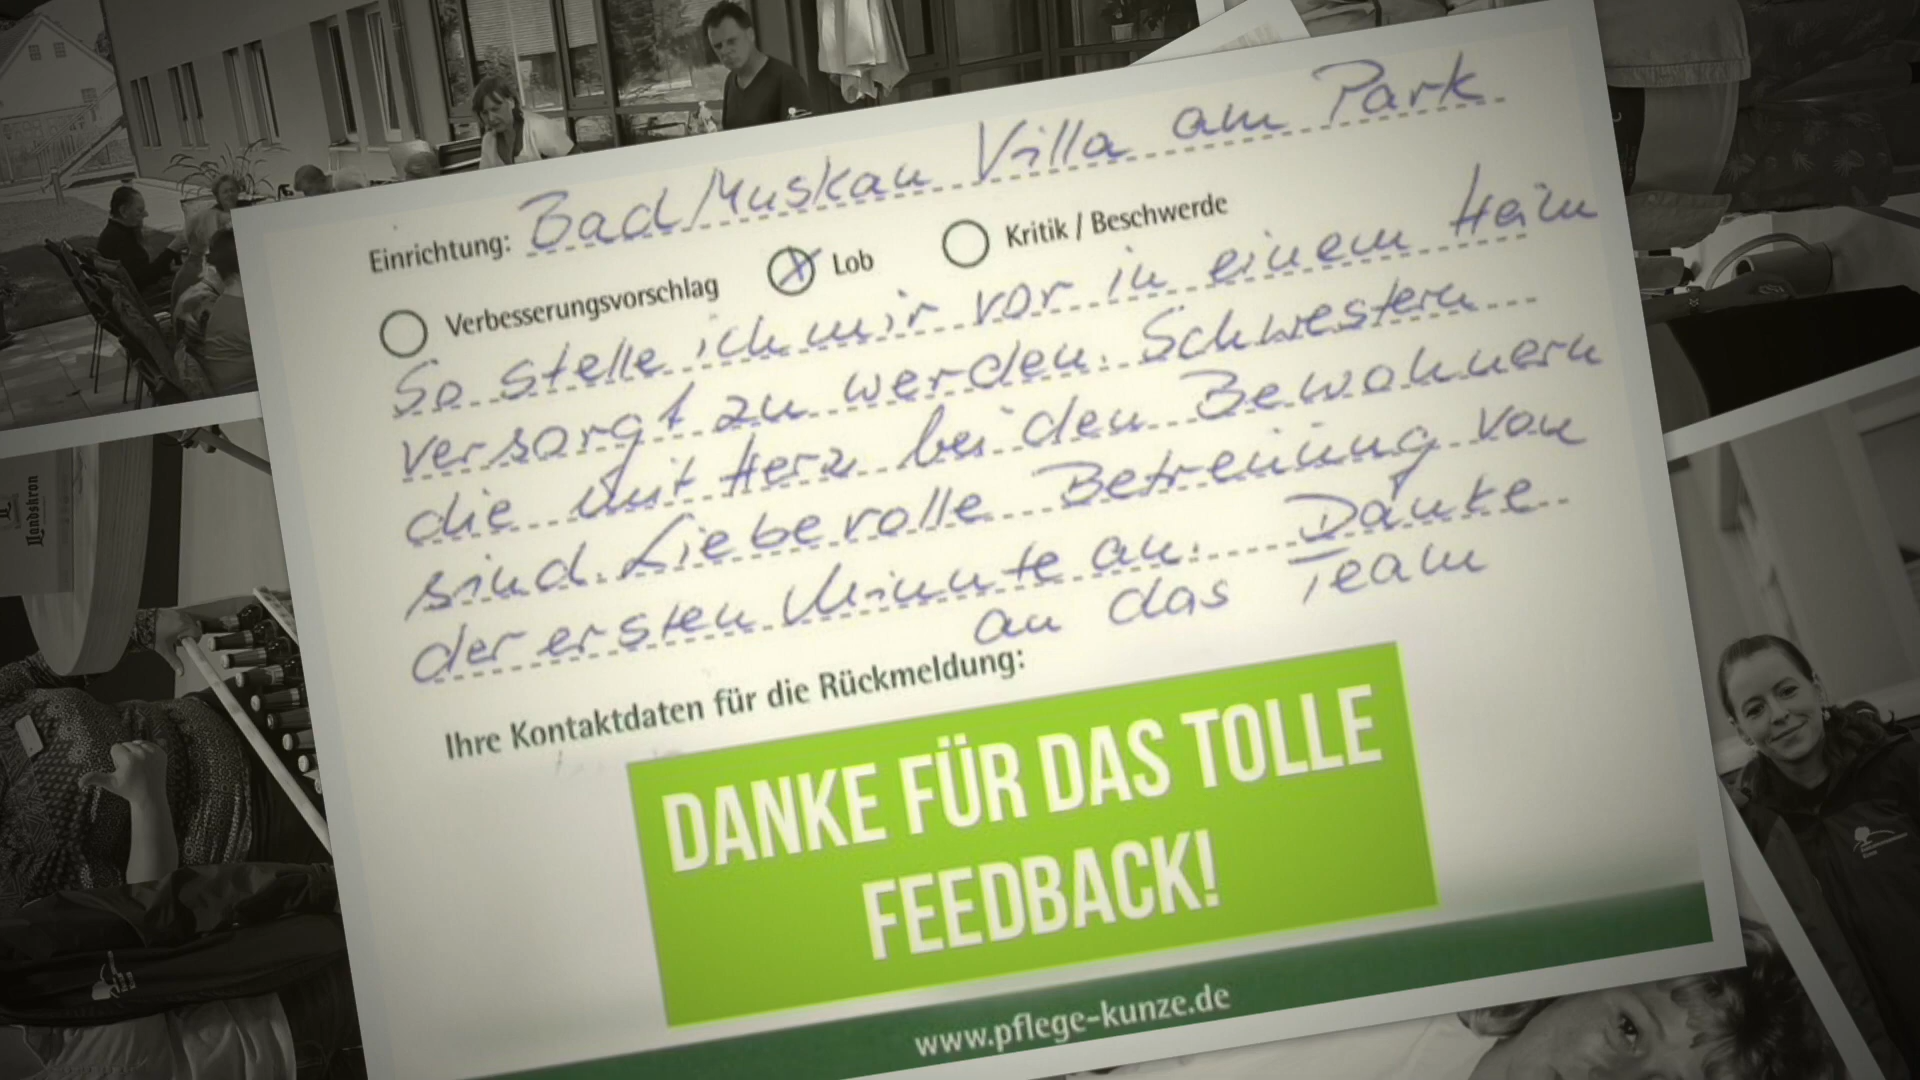 Einrichtung: Bad Muskau Villa am Park
Verbesserungsvorschlag Lob Kritik / Beschwerde
So stelle ich mir vor in einem Heim
versorgt zu werden. Schwestern
die mit Herz bei den Bewohnern
sind. Liebevolle Betreuung von
der ersten Minute an. Danke
an das Team
Ihre Kontaktdaten für die Rückmeldung:
DANKE FÜR DAS TOLLE
FEEDBACK!
www.pflege-kunze.de
Landskron